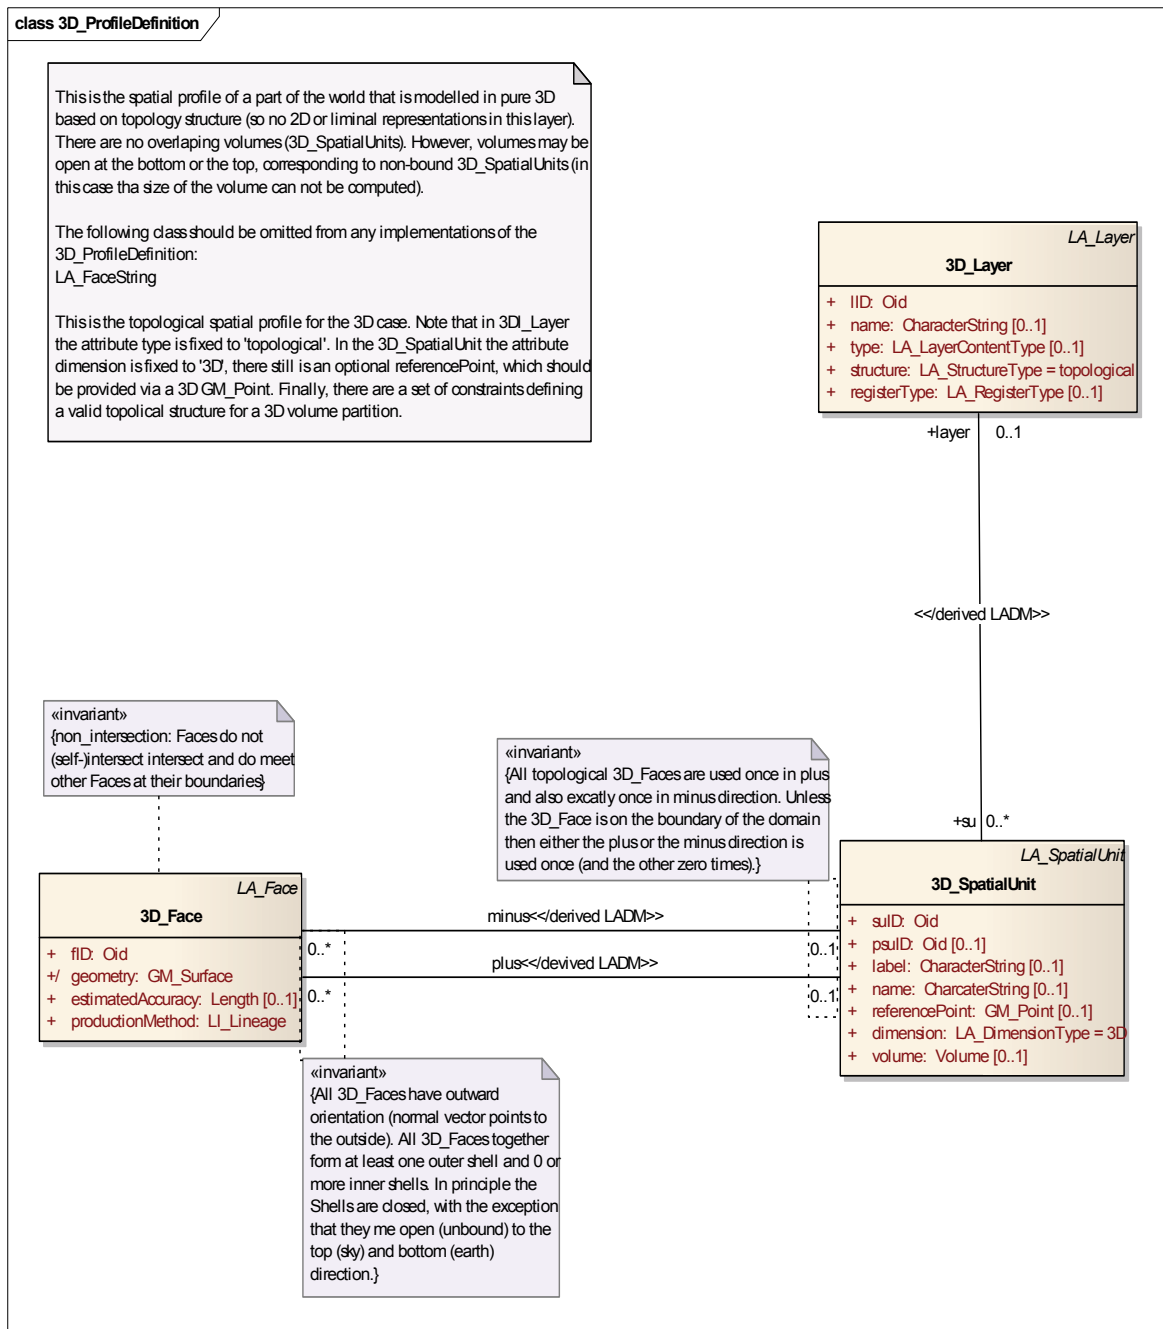 class 3D_ProfileDefinition
This is the spatial profile of a part of the world that is modelled in pure 3D
based on topology structure (so no 2D or liminal representations in this layer).
There are no overlaping volumes (3D_SpatialUnits). However, volumes may be
open at the bottom or the top, corresponding to non-bound 3D_SpatialUnits (in
this case tha size of the volume can not be computed).
The following class should be omitted from any implementations of the
3D_ProfileDefinition:
LA_FaceString
This is the topological spatial profile for the 3D case. Note that in 3DI_Layer
the attribute type is fixed to 'topological'. In the 3D_SpatialUnit the attribute
dimension is fixed to '3D', there still is an optional referencePoint, which should
be provided via a 3D GM_Point. Finally, there are a set of constraints defining
a valid topolical structure for a 3D volume partition.
LA_Layer
3D_Layer
+ lID: Oid
+ name: CharacterString [0..1]
+ type: LA_LayerContentType [0..1]
+ structure: LA_StructureType = topological
+ registerType: LA_RegisterType [0..1]
+layer 0..1
<</derived LADM>>
+su 0..*
«invariant»
{non_intersection: Faces do not
(self-)intersect intersect and do meet
other Faces at their boundaries}
«invariant»
{All topological 3D_Faces are used once in plus
and also excatly once in minus direction. Unless
the 3D_Face is on the boundary of the domain
then either the plus or the minus direction is
used once (and the other zero times).}
LA_Face
3D_Face
+ fID: Oid
+/ geometry: GM_Surface
+ estimatedAccuracy: Length [0..1]
+ productionMethod: LI_Lineage
minus<</derived LADM>>
0..* 0..1
plus<</devived LADM>>
0..* 0..1
LA_SpatialUnit
3D_SpatialUnit
+ suID: Oid
+ psuID: Oid [0..1]
+ label: CharacterString [0..1]
+ name: CharcaterString [0..1]
+ referencePoint: GM_Point [0..1]
+ dimension: LA_DimensionType = 3D
+ volume: Volume [0..1]
«invariant»
{All 3D_Faces have outward
orientation (normal vector points to
the outside). All 3D_Faces together
form at least one outer shell and 0 or
more inner shells. In principle the
Shells are closed, with the exception
that they me open (unbound) to the
top (sky) and bottom (earth)
direction.}